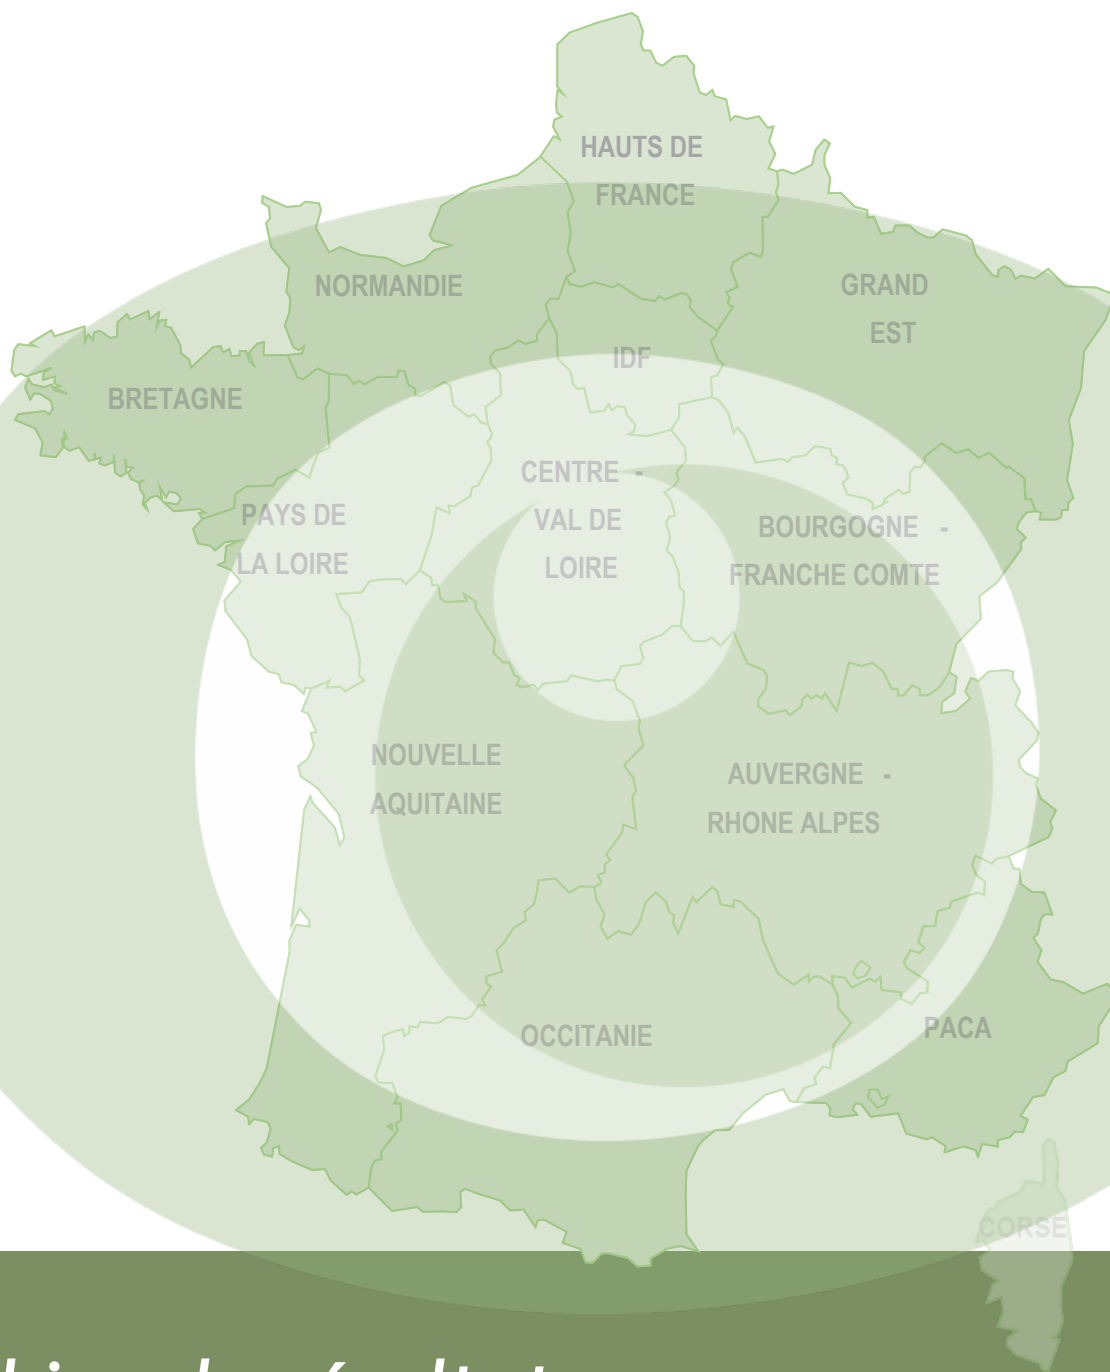 HAUTS DE
FRANCE
NORMANDIE
GRAND
EST
IDF
BRETAGNE
CENTRE -
VAL DE
LOIRE
PAYS DE
LA LOIRE
BOURGOGNE -
FRANCHE COMTE
NOUVELLE
AQUITAINE
AUVERGNE -
RHONE ALPES
OCCITANIE
PACA
CORSE